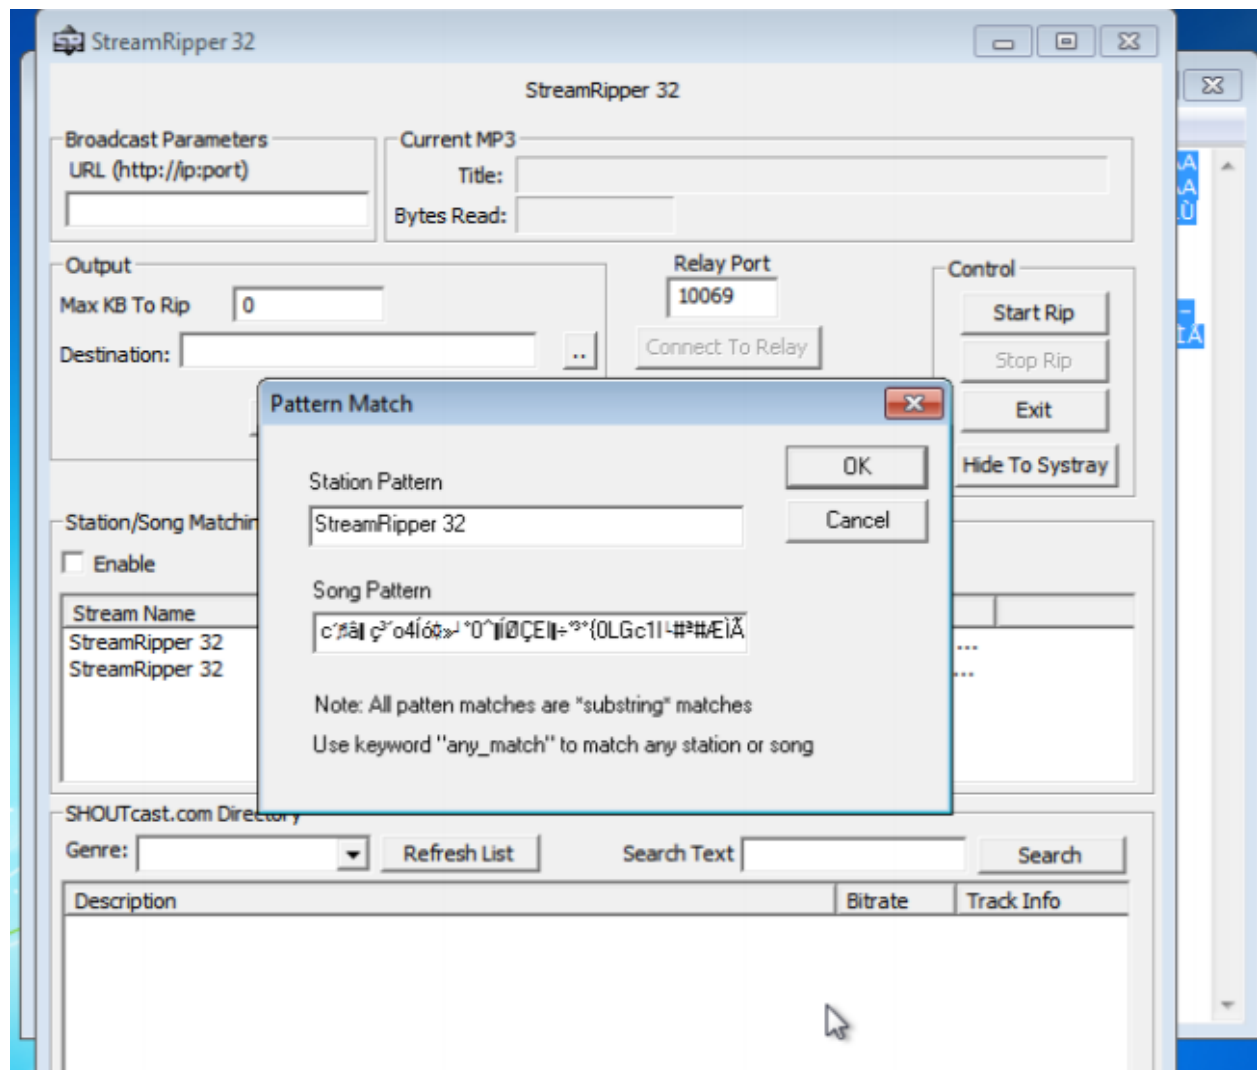 StreamRipper 32
StreamRipper 32
Broadcast Parameters
URL (http://ip:port)
Current MP3
Title:
Bytes Read:
Output
Max KB To Rip
0
Destination:
..
Relay Port
10069
Connect To Relay
Control
Start Rip
Stop Rip
Exit
Hide To Systray
Pattern Match
Station Pattern
StreamRipper 32
OK
Cancel
Song Pattern
Note: All patten matches are "substring" matches
Use keyword "any_match" to match any station or song
Station/Song Matchin
Enable
Stream Name
StreamRipper 32
...
StreamRipper 32
...
SHOUTcast.com Directory
Genre:
Refresh List
Search Text
Search
Description
Bitrate
Track Info